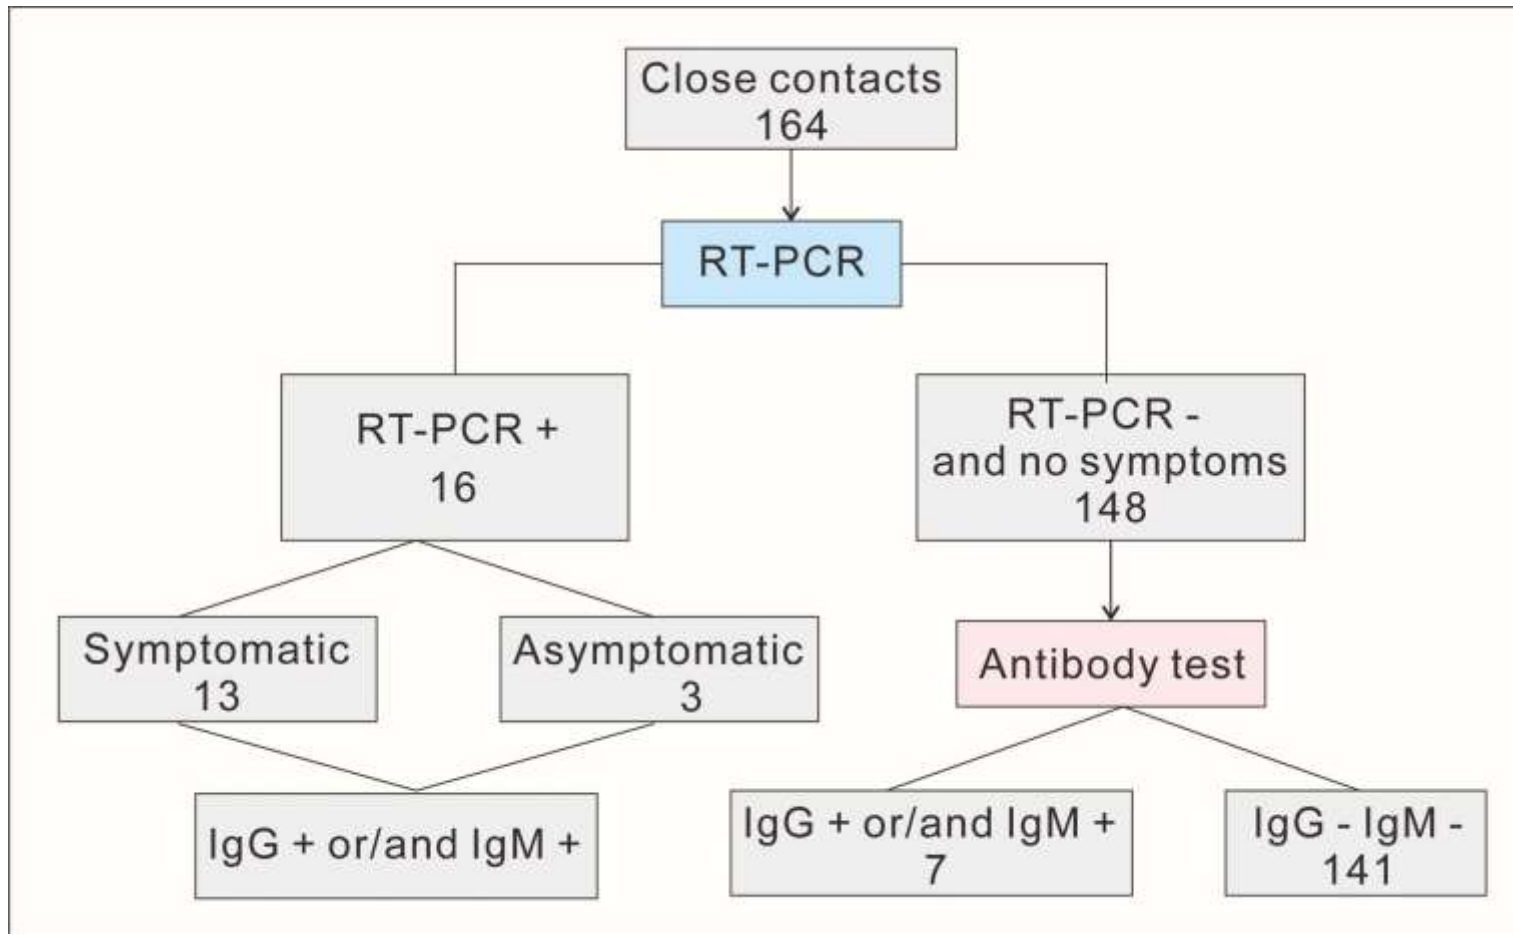 Close contacts
164
RT-PCR
RT-PCR +
16
RT-PCR -
and no symptoms
148
Symptomatic
13
Asymptomatic
3
Antibody test
IgG + or/and IgM +
IgG + or/and IgM +
7
IgG - IgM -
141